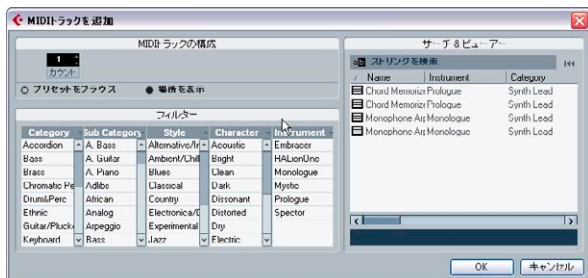 MIDIトラックを追加
MIDIトラックの構成
1
カウント
プリセットをブラウズ
場所を表示
フィルター
Category Sub Category Style Character Instrument
Accordion A. Bass Alternative/In Acoustic Embracer
Bass A. Guitar Ambient/Chill Bright HALionOne
Brass A. Piano Blues Clean Monologue
Chromatic Pe Adlibs Classical Dark Mystic
Drum&Perc African Country Dissonant Prologue
Ethnic Analog Electronica/D Distorted Spector
Guitar/Plucke Arpeggio Experimental Dry
Keyboard Bass Jazz Electric
サーチ & ビューアー
ストリングを検索
/ Name Instrument Category
Chord Memorize Prologue Synth Lead
Chord Memorize Prologue Synth Lead
Monophone Arp Monologue Synth Lead
Monophone Arp Monologue Synth Lead
OK キャンセル